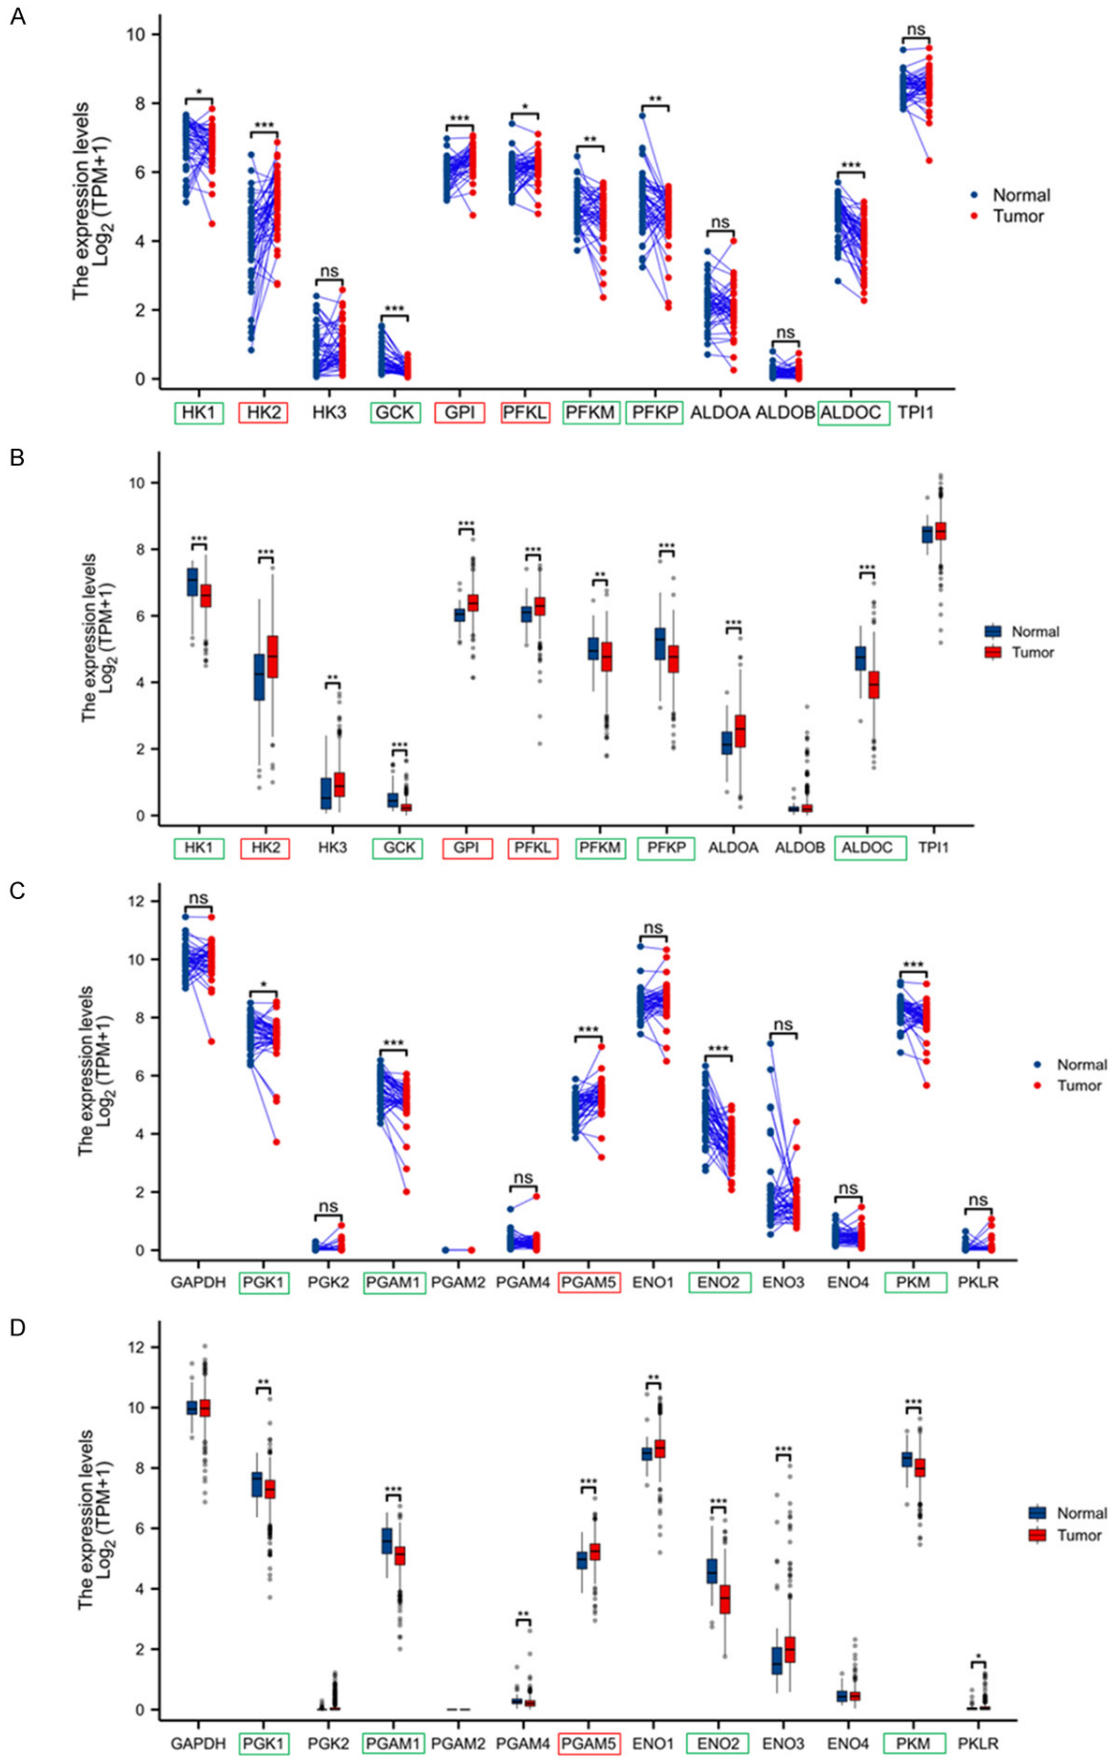 A
The expression levels
Log2 (TPM+1)
10
8
6
4
2
0
* *** ns *** *** * ** ** ns ns *** ns
HK1 HK2 HK3 GCK GPI PFKL PFKM PFKP ALDOA ALDOB ALDOC TPI1
Normal
Tumor
B
The expression levels
Log2 (TPM+1)
10
8
6
4
2
0
*** *** ** *** *** *** ** *** *** ***
HK1 HK2 HK3 GCK GPI PFKL PFKM PFKP ALDOA ALDOB ALDOC TPI1
Normal
Tumor
C
The expression levels
Log2 (TPM+1)
12
10
8
6
4
2
0
ns * ns *** ns *** ns *** ns ns *** ns
GAPDH PGK1 PGK2 PGAM1 PGAM2 PGAM4 PGAM5 ENO1 ENO2 ENO3 ENO4 PKM PKLR
Normal
Tumor
D
The expression levels
Log2 (TPM+1)
12
10
8
6
4
2
0
** *** ** *** ** *** *** *** *
GAPDH PGK1 PGK2 PGAM1 PGAM2 PGAM4 PGAM5 ENO1 ENO2 ENO3 ENO4 PKM PKLR
Normal
Tumor